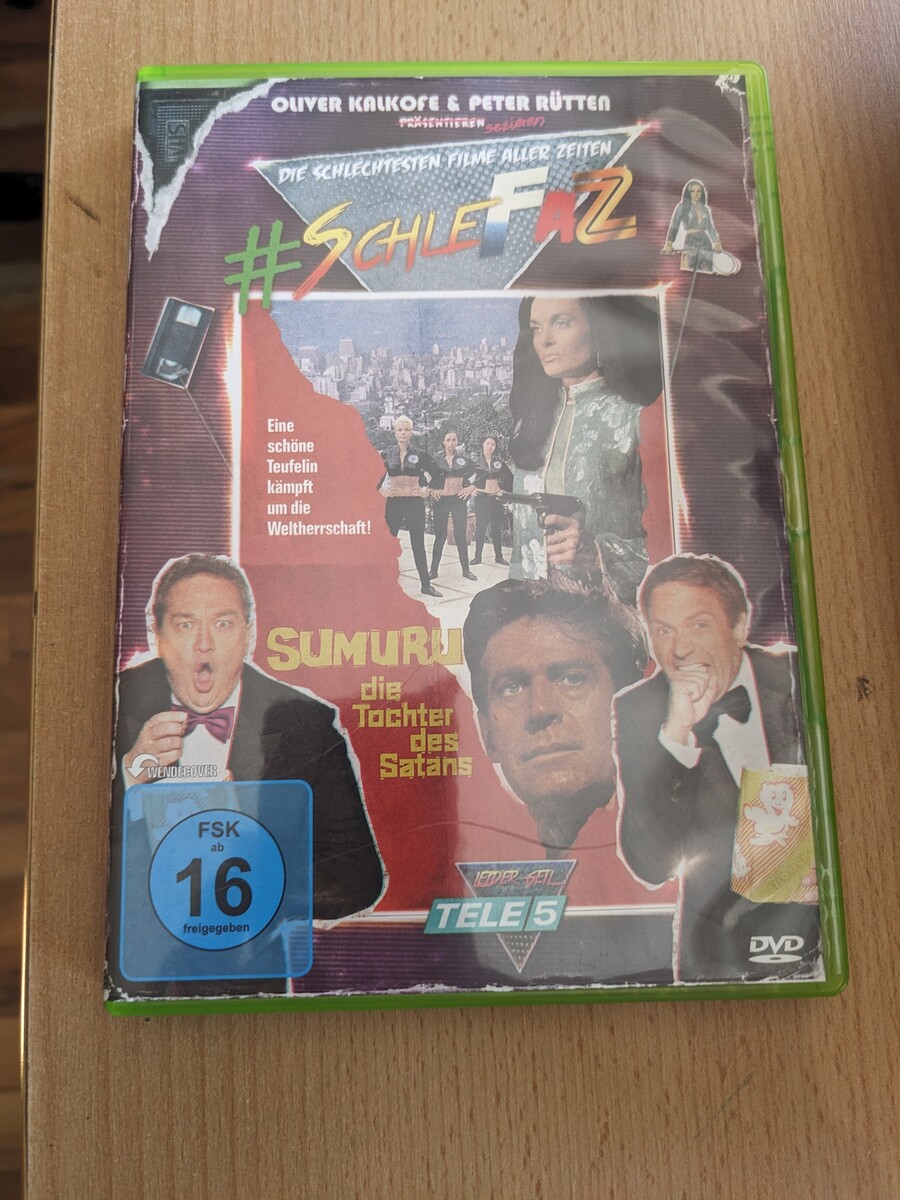 OLIVER KALKOFE & PETER RÜTTEN
PRÄSENTIEREN sezieren
DIE SCHLECHTESTEN FILME ALLER ZEITEN
#SCHLEFAZ
Eine
schöne
Teufelin
kämpft
um die
Weltherrschaft!
SUMURU
die
Tochter
des
Satans
WENDECOVER
FSK
ab
16
freigegeben
LEIDER GEIL...
TELE 5
DVD